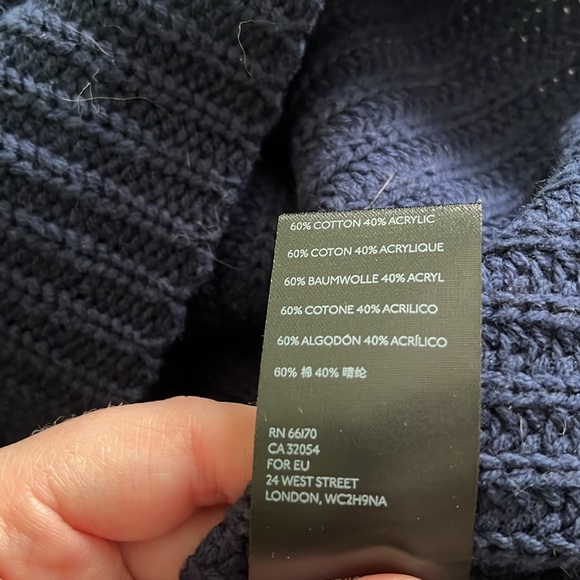 60% COTTON 40% ACRYLIC
60% COTON 40% ACRYLIQUE
60% BAUMWOLLE 40% ACRYL
60% COTONE 40% ACRILICO
60% ALGODÓN 40% ACRÍLICO
60% 棉 40% 晴纶
RN 66170
CA 32054
FOR EU
24 WEST STREET
LONDON, WC2H9NA